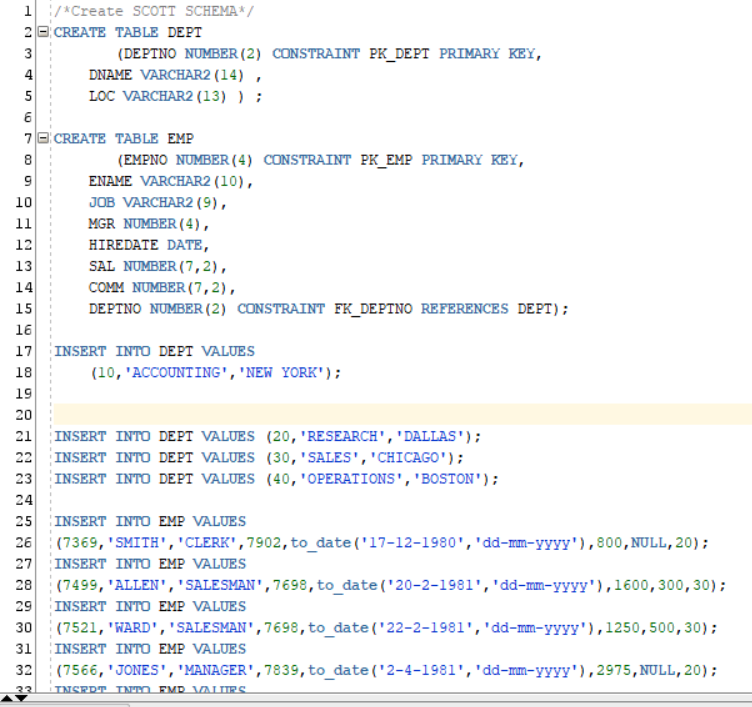 1 /*Create SCOTT SCHEMA*/
2 CREATE TABLE DEPT
3 (DEPTNO NUMBER(2) CONSTRAINT PK_DEPT PRIMARY KEY,
4 DNAME VARCHAR2(14) ,
5 LOC VARCHAR2(13) ) ;
6
7 CREATE TABLE EMP
8 (EMPNO NUMBER(4) CONSTRAINT PK_EMP PRIMARY KEY,
9 ENAME VARCHAR2(10),
10 JOB VARCHAR2(9),
11 MGR NUMBER(4),
12 HIREDATE DATE,
13 SAL NUMBER(7,2),
14 COMM NUMBER(7,2),
15 DEPTNO NUMBER(2) CONSTRAINT FK_DEPTNO REFERENCES DEPT);
16
17 INSERT INTO DEPT VALUES
18 (10,'ACCOUNTING','NEW YORK');
19
20
21 INSERT INTO DEPT VALUES (20,'RESEARCH','DALLAS');
22 INSERT INTO DEPT VALUES (30,'SALES','CHICAGO');
23 INSERT INTO DEPT VALUES (40,'OPERATIONS','BOSTON');
24
25 INSERT INTO EMP VALUES
26 (7369,'SMITH','CLERK',7902,to_date('17-12-1980','dd-mm-yyyy'),800,NULL,20);
27 INSERT INTO EMP VALUES
28 (7499,'ALLEN','SALESMAN',7698,to_date('20-2-1981','dd-mm-yyyy'),1600,300,30);
29 INSERT INTO EMP VALUES
30 (7521,'WARD','SALESMAN',7698,to_date('22-2-1981','dd-mm-yyyy'),1250,500,30);
31 INSERT INTO EMP VALUES
32 (7566,'JONES','MANAGER',7839,to_date('2-4-1981','dd-mm-yyyy'),2975,NULL,20);
33 INSERT INTO EMP VALUES